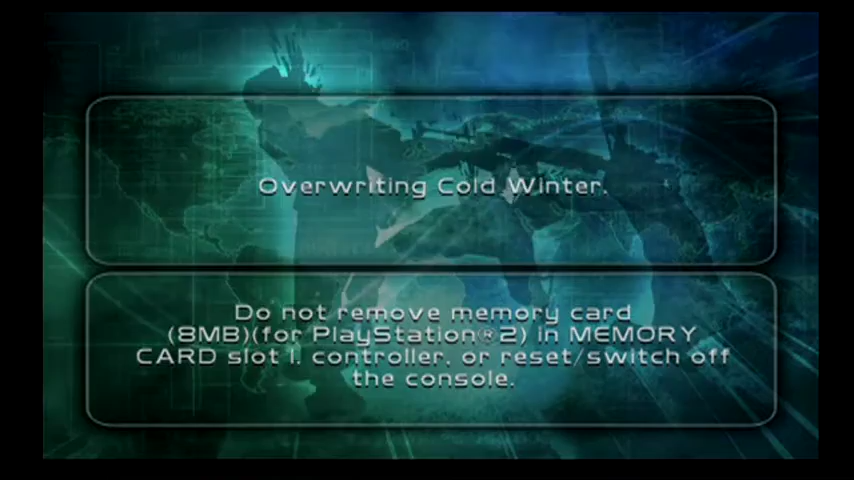 Overwriting Cold Winter.
Do not remove memory card
(8MB)(for PlayStation®2) in MEMORY
CARD slot 1, controller, or reset/switch off
the console.